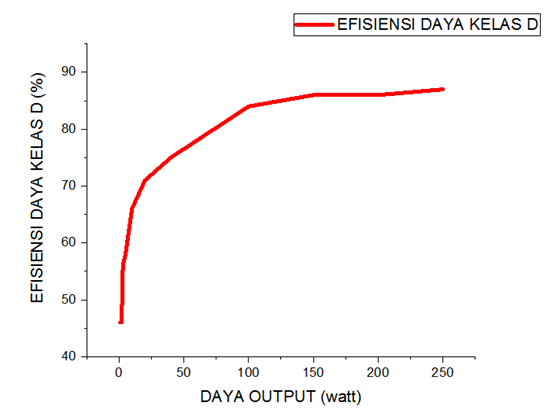 EFISIENSI DAYA KELAS D
EFISIENSI DAYA KELAS D (%)
90
80
70
60
50
40
0 50 100 150 200 250
DAYA OUTPUT (watt)